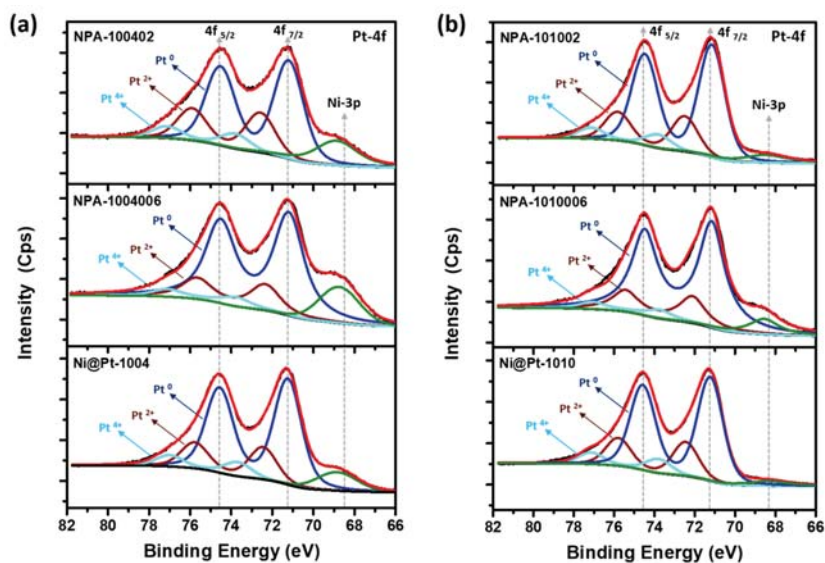 (a)
NPA-100402
4f 5/2
4f 7/2
Pt-4f
Pt 0
Pt 2+
Pt 4+
Ni-3p
NPA-1004006
Pt 0
Pt 2+
Pt 4+
Ni@Pt-1004
Pt 0
Pt 2+
Pt 4+
Intensity (Cps)
82 80 78 76 74 72 70 68 66
Binding Energy (eV)
(b)
NPA-101002
4f 5/2
4f 7/2
Pt-4f
Pt 0
Pt 2+
Pt 4+
Ni-3p
NPA-1010006
Pt 0
Pt 2+
Pt 4+
Ni@Pt-1010
Pt 0
Pt 2+
Pt 4+
Intensity (Cps)
82 80 78 76 74 72 70 68 66
Binding Energy (eV)